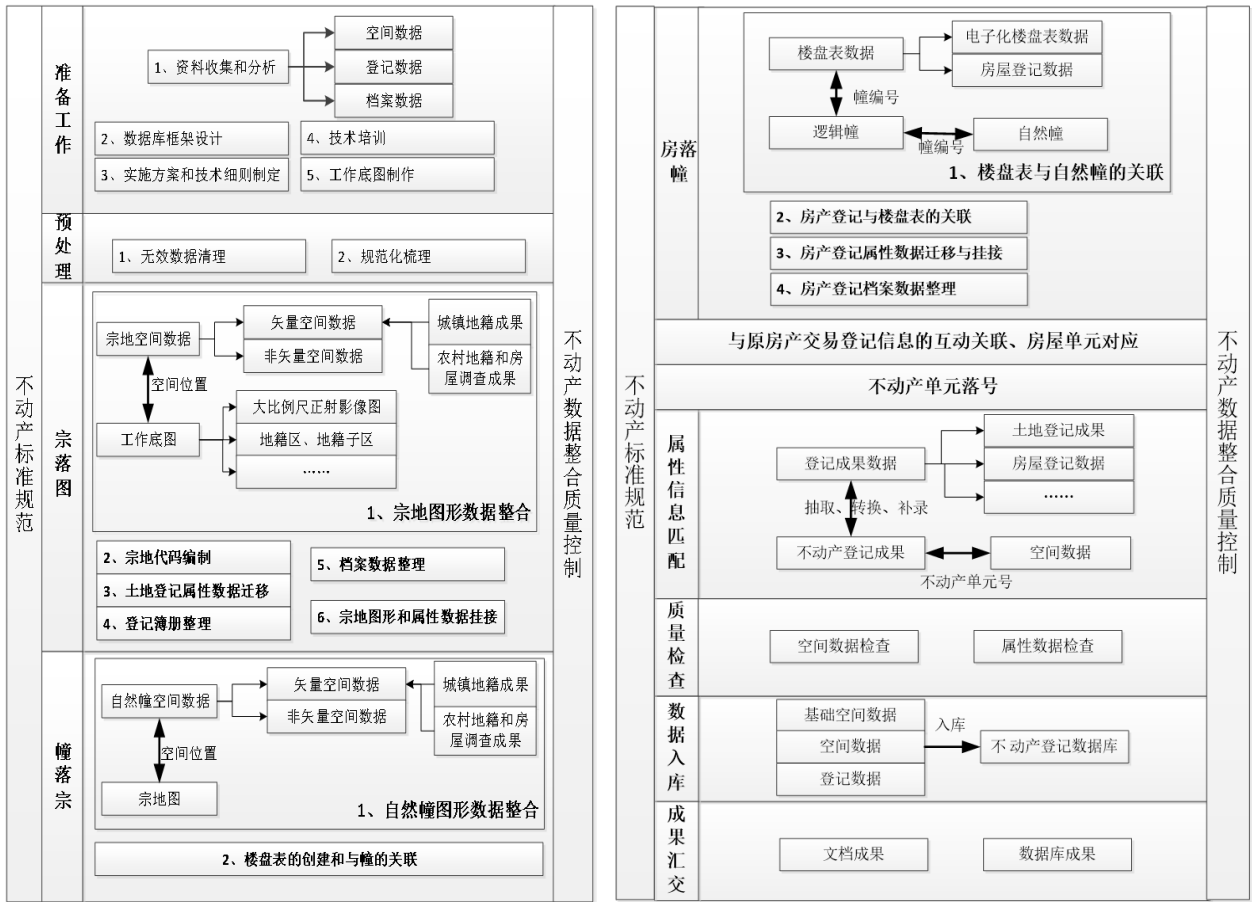 不动产标准规范
准备工作
1、资料收集和分析
空间数据
登记数据
档案数据
2、数据库框架设计
4、技术培训
3、实施方案和技术细则制定
5、工作底图制作
预处理
1、无效数据清理
2、规范化梳理
宗落图
宗地空间数据
矢量空间数据
非矢量空间数据
城镇地籍成果
农村地籍和房
屋调查成果
空间位置
工作底图
大比例尺正射影像图
地籍区、地籍子区
……
1、宗地图形数据整合
2、宗地代码编制
3、土地登记属性数据迁移
4、登记簿册整理
5、档案数据整理
6、宗地图形和属性数据挂接
幢落宗
自然幢空间数据
矢量空间数据
非矢量空间数据
城镇地籍成果
农村地籍和房
屋调查成果
空间位置
宗地图
1、自然幢图形数据整合
2、楼盘表的创建和与幢的关联
不动产数据整合质量控制
不动产标准规范
房落
幢
楼盘表数据
电子化楼盘表数据
房屋登记数据
幢编号
逻辑幢
幢编号
自然幢
1、楼盘表与自然幢的关联
2、房产登记与楼盘表的关联
3、房产登记属性数据迁移与挂接
4、房产登记档案数据整理
与原房产交易登记信息的互动关联、房屋单元对应
不动产单元落号
属性信息匹配
登记成果数据
土地登记成果
房屋登记数据
……
抽取、转换、补录
不动产登记成果
空间数据
不动产单元号
质量检查
空间数据检查
属性数据检查
数据入库
基础空间数据
空间数据
登记数据
入库
不动产登记数据库
成果汇交
文档成果
数据库成果
不动产数据整合质量控制